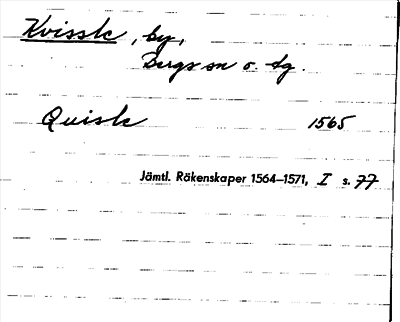 Kvissle, by,
Bergs sn o. tg.
Quisle 1565
Jämtl. Räkenskaper 1564–1571, I s. 77